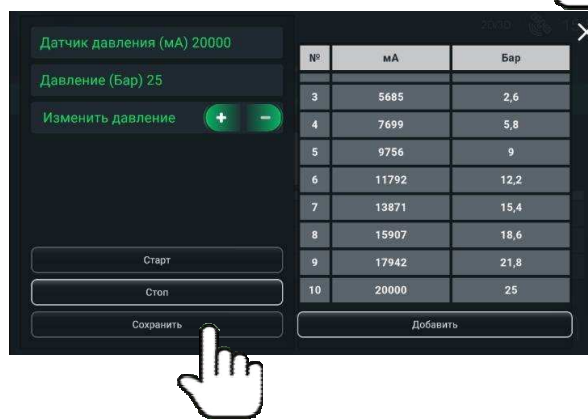 Датчик давления (мА) 20000
Давление (Бар) 25
Изменить давление + −
Старт
Стоп
Сохранить
№ мА Бар
3 5685 2,6
4 7699 5,8
5 9756 9
6 11792 12,2
7 13871 15,4
8 15907 18,6
9 17942 21,8
10 20000 25
Добавить